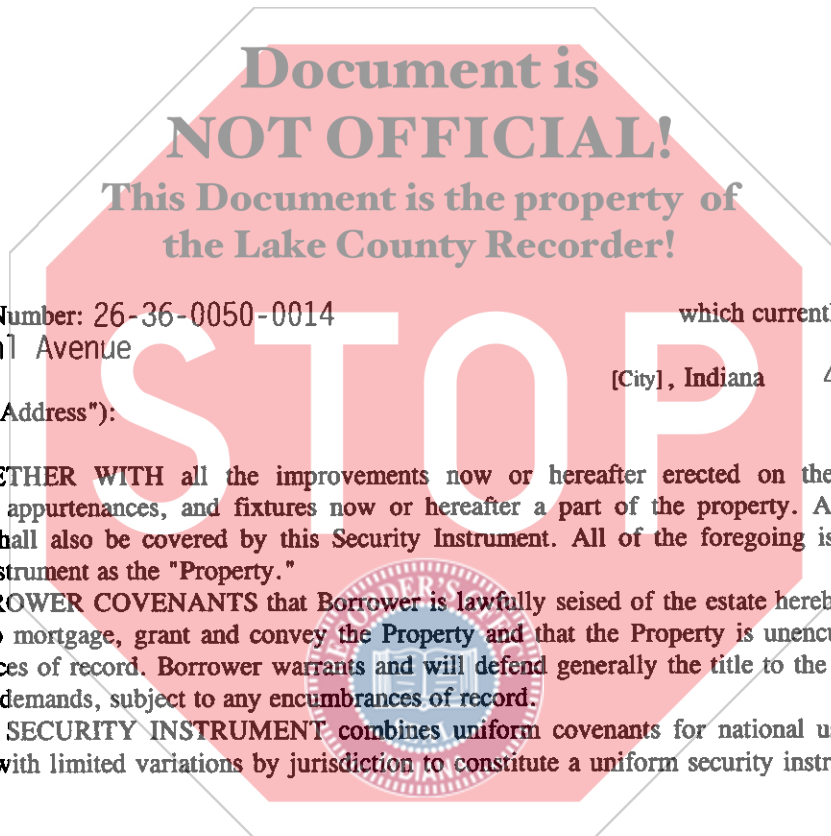 Document is
NOT OFFICIAL!
This Document is the property of
the Lake County Recorder!
Number: 26-36-0050-0014 which currentl
Avenue
[City], Indiana 4
Address"):
ETHER WITH all the improvements now or hereafter erected on the
appurtenances, and fixtures now or hereafter a part of the property. A
hall also be covered by this Security Instrument. All of the foregoing is
strument as the "Property."
ROWER COVENANTS that Borrower is lawfully seised of the estate hereb
mortgage, grant and convey the Property and that the Property is unencu
ces of record. Borrower warrants and will defend generally the title to the
demands, subject to any encumbrances of record.
SECURITY INSTRUMENT combines uniform covenants for national us
with limited variations by jurisdiction to constitute a uniform security instr
STOP